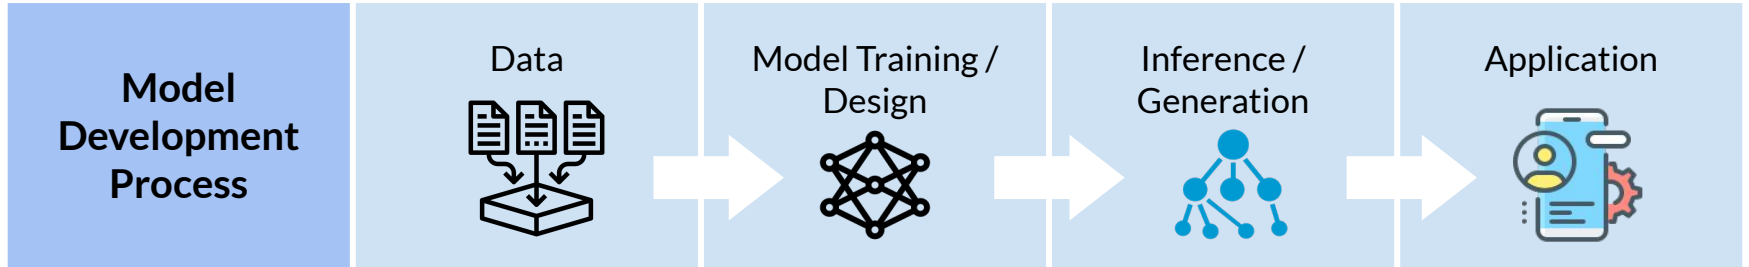 Model
Development
Process
Data
Model Training /
Design
Inference /
Generation
Application